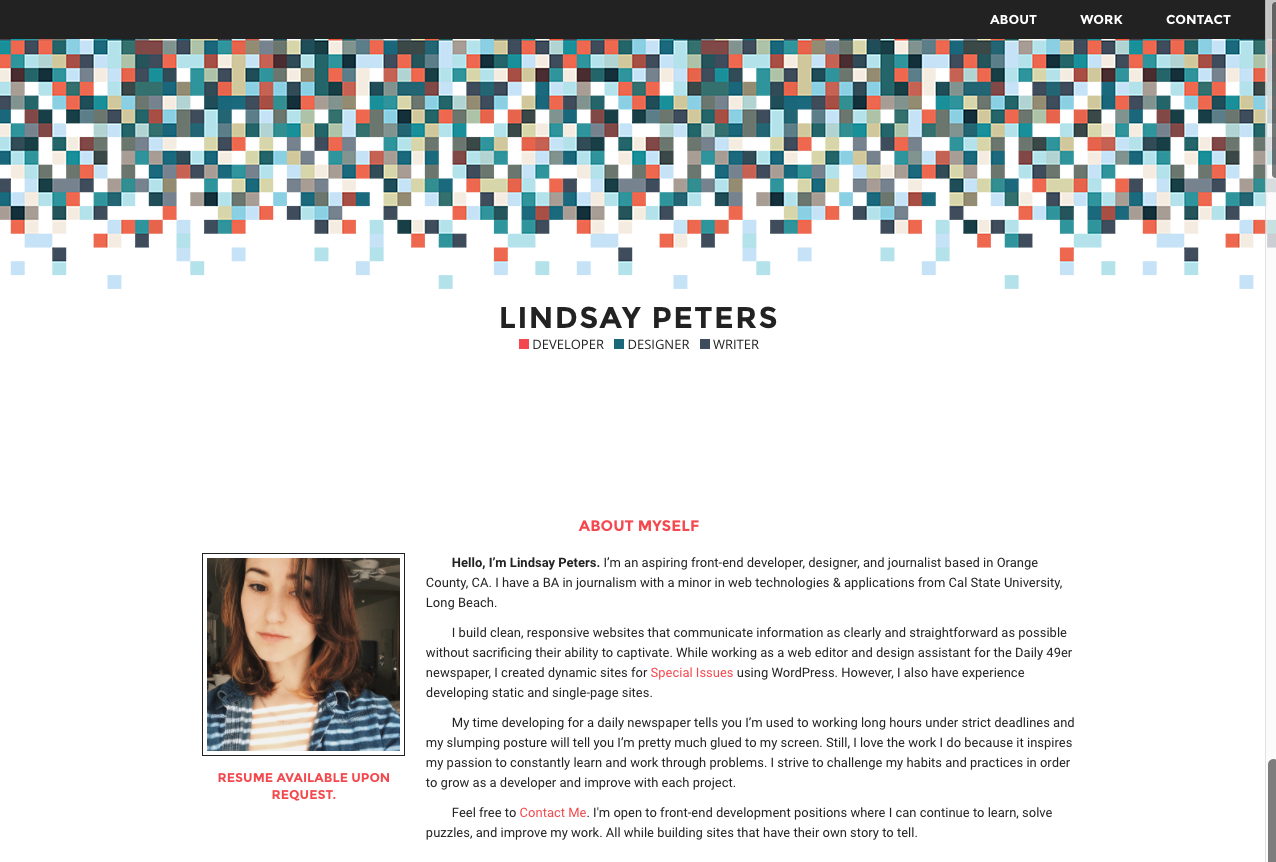 ABOUT WORK CONTACT
LINDSAY PETERS
DEVELOPER DESIGNER WRITER
ABOUT MYSELF
Hello, I’m Lindsay Peters. I’m an aspiring front-end developer, designer, and journalist based in Orange
County, CA. I have a BA in journalism with a minor in web technologies & applications from Cal State University,
Long Beach.
I build clean, responsive websites that communicate information as clearly and straightforward as possible
without sacrificing their ability to captivate. While working as a web editor and design assistant for the Daily 49er
newspaper, I created dynamic sites for Special Issues using WordPress. However, I also have experience
developing static and single-page sites.
My time developing for a daily newspaper tells you I’m used to working long hours under strict deadlines and
my slumping posture will tell you I’m pretty much glued to my screen. Still, I love the work I do because it inspires
my passion to constantly learn and work through problems. I strive to challenge my habits and practices in order
to grow as a developer and improve with each project.
Feel free to Contact Me. I'm open to front-end development positions where I can continue to learn, solve
puzzles, and improve my work. All while building sites that have their own story to tell.
RESUME AVAILABLE UPON
REQUEST.